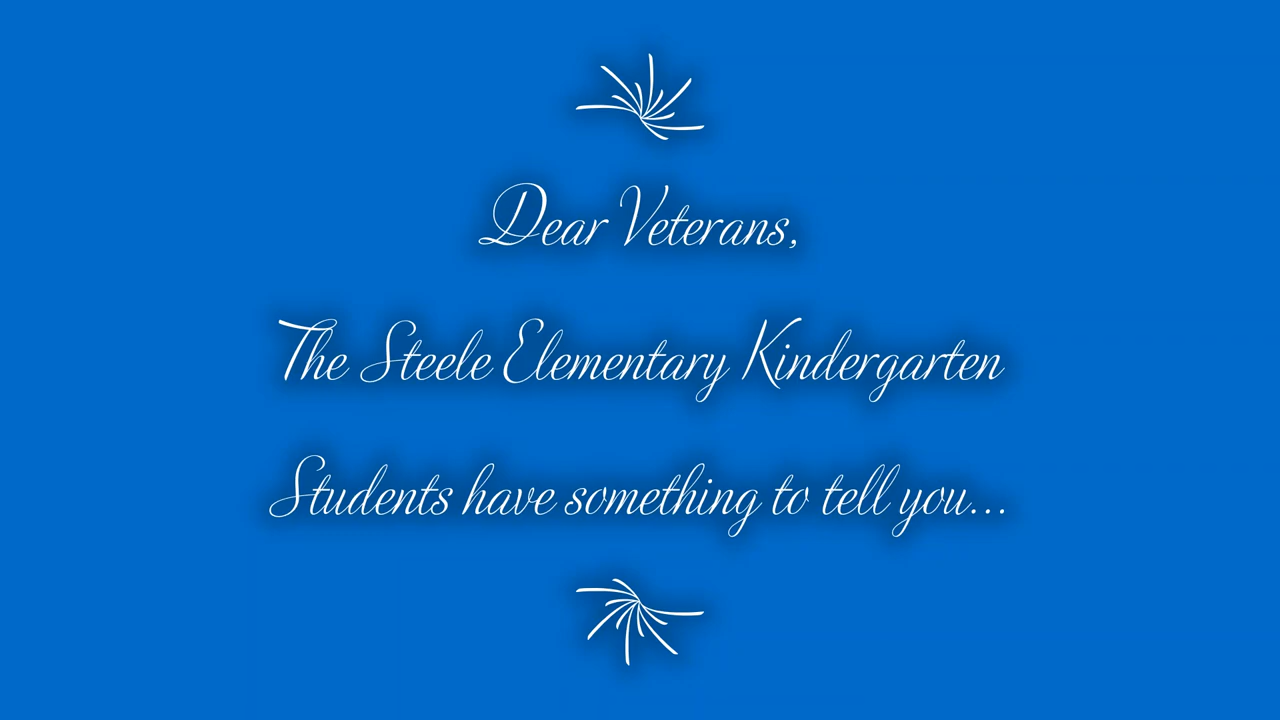 Dear Veterans,
The Steele Elementary Kindergarten
Students have something to tell you...